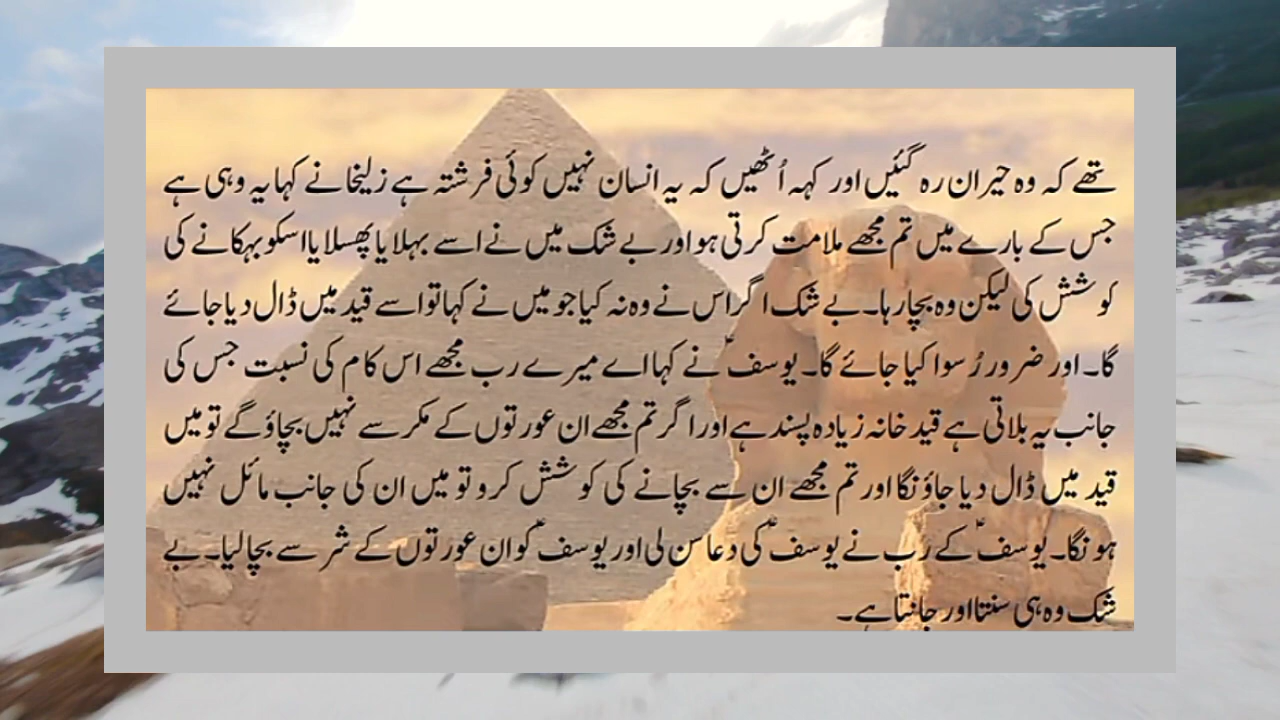 تھے کہ وہ حیران رہ گئیں اور کہہ اُٹھیں کہ یہ انسان نہیں کوئی فرشتہ ہے زلیخا نے کہا یہ وہی ہے
جس کے بارے میں تم مجھے ملامت کرتی ہو اور بے شک میں نے اسے بہلایا پھسلایا اسکو بہکانے کی
کوشش کی لیکن وہ بچا رہا۔ بے شک اگر اس نے وہ نہ کیا جو میں نے کہا تو اسے قید میں ڈال دیا جائے
گا۔ اور ضرور رُسوا کیا جائے گا۔ یوسفؑ نے کہا اے میرے رب مجھے اس کام کی نسبت جس کی
جانب یہ بلاتی ہے قید خانہ زیادہ پسند ہے اور اگر تم مجھے ان عورتوں کے مکر سے نہیں بچاؤ گے تو میں
قید میں ڈال دیا جاؤنگا اور تم مجھے ان سے بچانے کی کوشش کرو تو میں ان کی جانب مائل نہیں
ہونگا۔ یوسفؑ کے رب نے یوسفؑ کی دعا سن لی اور یوسفؑ کو ان عورتوں کے شر سے بچا لیا۔ بے
شک وہ ہی سنتا اور جانتا ہے۔